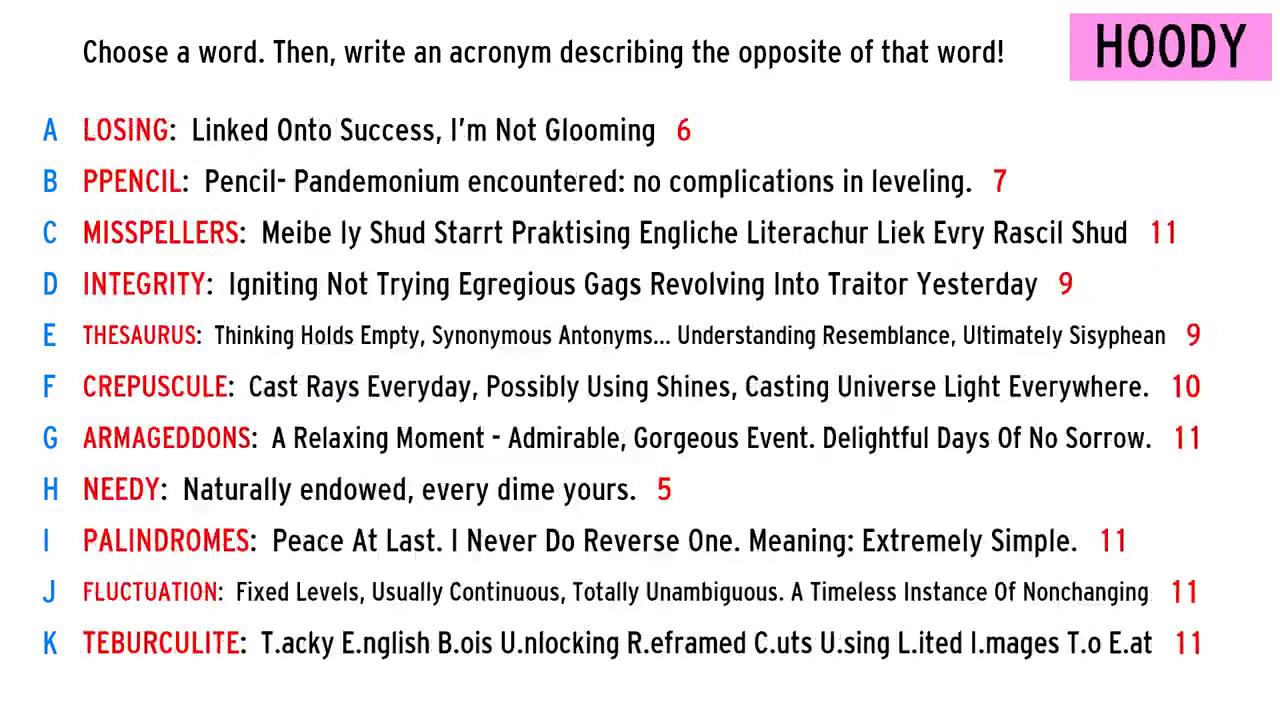 Choose a word. Then, write an acronym describing the opposite of that word!
HOODY
A LOSING: Linked Onto Success, I'm Not Glooming 6
B PPENCIL: Pencil- Pandemonium encountered: no complications in leveling. 7
C MISSPELLERS: Meibe Iy Shud Starrt Praktising Engliche Literachur Liek Evry Rascil Shud 11
D INTEGRITY: Igniting Not Trying Egregious Gags Revolving Into Traitor Yesterday 9
E THESAURUS: Thinking Holds Empty, Synonymous Antonyms... Understanding Resemblance, Ultimately Sisyphean 9
F CREPUSCULE: Cast Rays Everyday, Possibly Using Shines, Casting Universe Light Everywhere. 10
G ARMAGEDDONS: A Relaxing Moment - Admirable, Gorgeous Event. Delightful Days Of No Sorrow. 11
H NEEDY: Naturally endowed, every dime yours. 5
I PALINDROMES: Peace At Last. I Never Do Reverse One. Meaning: Extremely Simple. 11
J FLUCTUATION: Fixed Levels, Usually Continuous, Totally Unambiguous. A Timeless Instance Of Nonchanging 11
K TEBURCULITE: T.acky E.nglish B.ois U.nlocking R.eframed C.uts U.sing L.ited I.mages T.o E.at 11